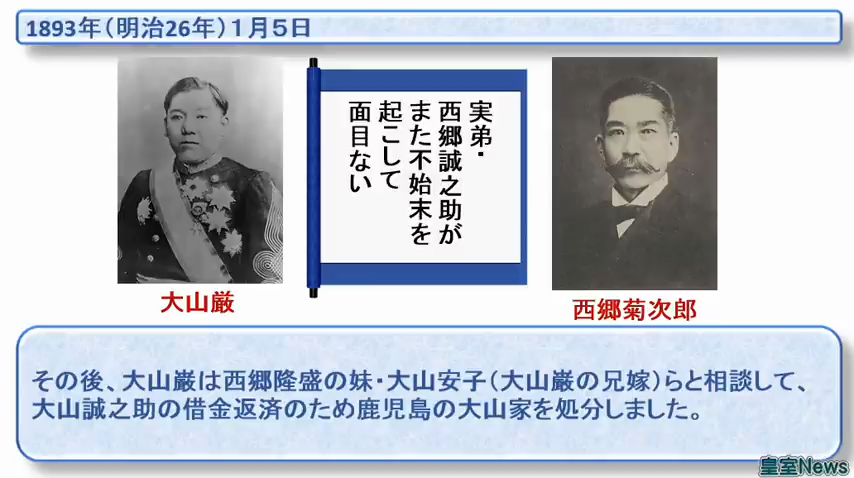 1893年（明治26年）１月５日
実弟・
西郷誠之助が
また不始末を
起こして
面目ない
大山厳
西郷菊次郎
その後、大山厳は西郷隆盛の妹・大山安子（大山厳の兄嫁）らと相談して、
大山誠之助の借金返済のため鹿児島の大山家を処分しました。
皇室News